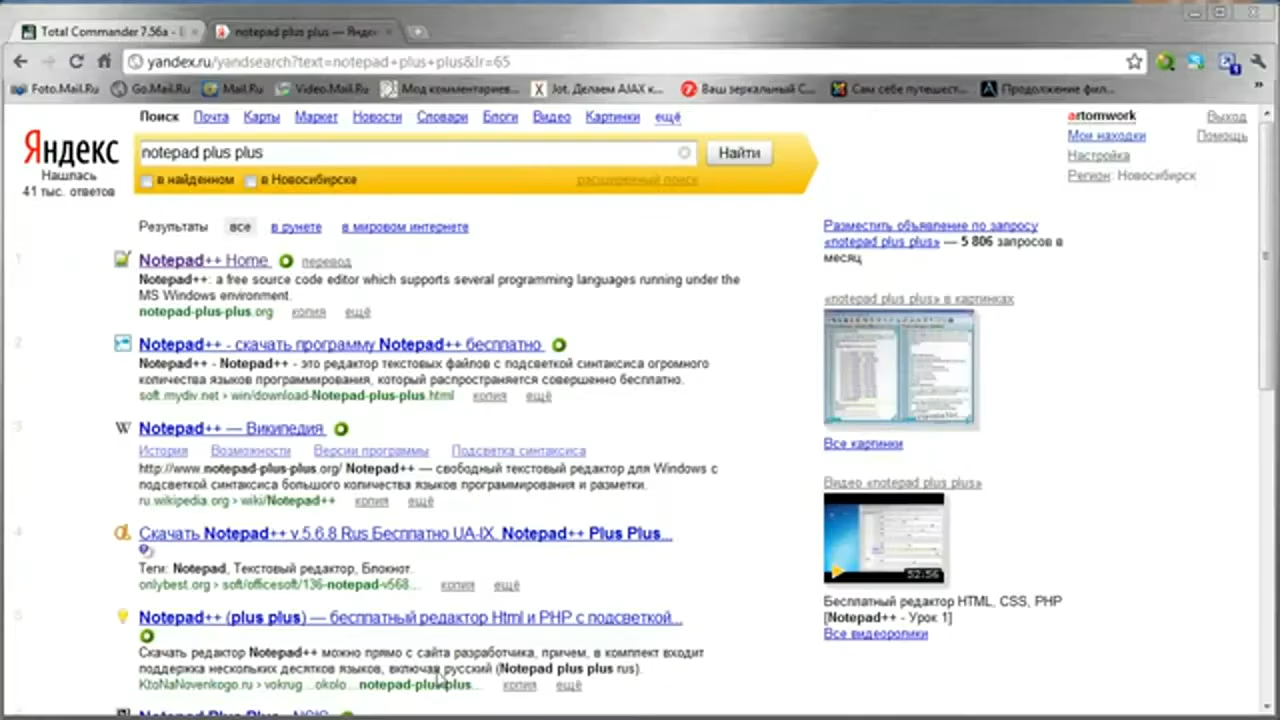 Total Commander 7.56a - 
notepad plus plus — Яндек
yandex.ru/yandsearch?text=notepad+plus+plus&lr=65
Foto.Mail.Ru Go.Mail.Ru Mail.Ru Video.Mail.Ru Мод комментариев... Jot. Делаем AJAX к... Ваш зеркальный С... Сам себе путешест... Продолжение фил...
Поиск Почта Карты Маркет Новости Словари Блоги Видео Картинки ещё
artomwork Выход
Мои находки Помощь
Настройка
Регион: Новосибирск
Яндекс
Нашлась
41 тыс. ответов
notepad plus plus Найти
в найденном в Новосибирске расширенный поиск
Результаты все в рунете в мировом интернете
1
Notepad++ Home перевод
Notepad++: a free source code editor which supports several programming languages running under the
MS Windows environment.
notepad-plus-plus.org копия ещё
2
Notepad++ - скачать программу Notepad++ бесплатно
Notepad++ - Notepad++ - это редактор текстовых файлов с подсветкой синтаксиса огромного
количества языков программирования, который распространяется совершенно бесплатно.
soft.mydiv.net › win/download-Notepad-plus-plus.html копия ещё
3
W Notepad++ — Википедия
История Возможности Версии программы Подсветка синтаксиса
http://www.notepad-plus-plus.org/ Notepad++ — свободный текстовый редактор для Windows с
подсветкой синтаксиса большого количества языков программирования и разметки.
ru.wikipedia.org › wiki/Notepad++ копия ещё
4
Скачать Notepad++ v.5.6.8 Rus Бесплатно UA-IX. Notepad++ Plus Plus...
Теги: Notepad, Текстовый редактор, Блокнот.
onlybest.org › soft/officesoft/136-notepad-v568... копия ещё
5
Notepad++ (plus plus) — бесплатный редактор Html и PHP с подсветкой...
Скачать редактор Notepad++ можно прямо с сайта разработчика, причем, в комплект входит
поддержка нескольких десятков языков, включая русский (Notepad plus plus rus).
KtoNaNovenkogo.ru › vokrug...okolo... notepad-plus-plus... копия ещё
Разместить объявление по запросу
«notepad plus plus» — 5 806 запросов в
месяц
«notepad plus plus» в картинках
Все картинки
Видео «notepad plus plus»
52:56
Бесплатный редактор HTML, CSS, PHP
[Notepad++ - Урок 1]
Все видеоролики